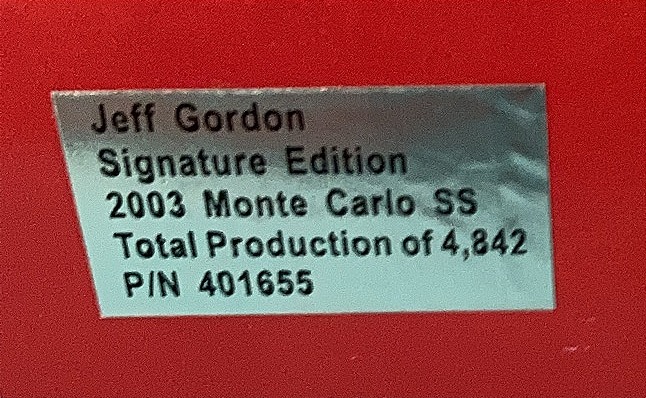 Jeff Gordon
Signature Edition
2003 Monte Carlo SS
Total Production of 4,842
P/N 401655